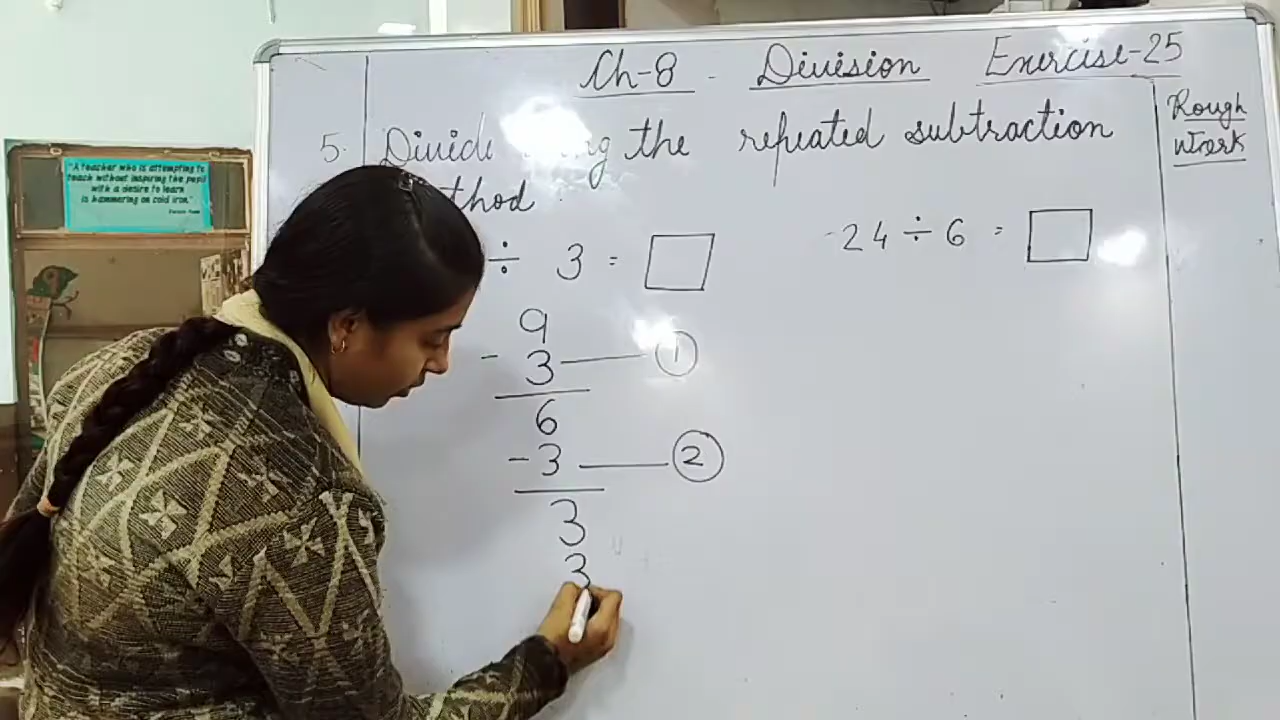 Ch-8 - Division Exercise-25
Rough
Work
5. Divide the repeated subtraction
÷ 3 = 
24 ÷ 6 =
9
- 3 1
6
- 3 2
3
3
"A teacher who is attempting to
teach without inspiring the pupil
with a desire to learn
is hammering on cold iron."